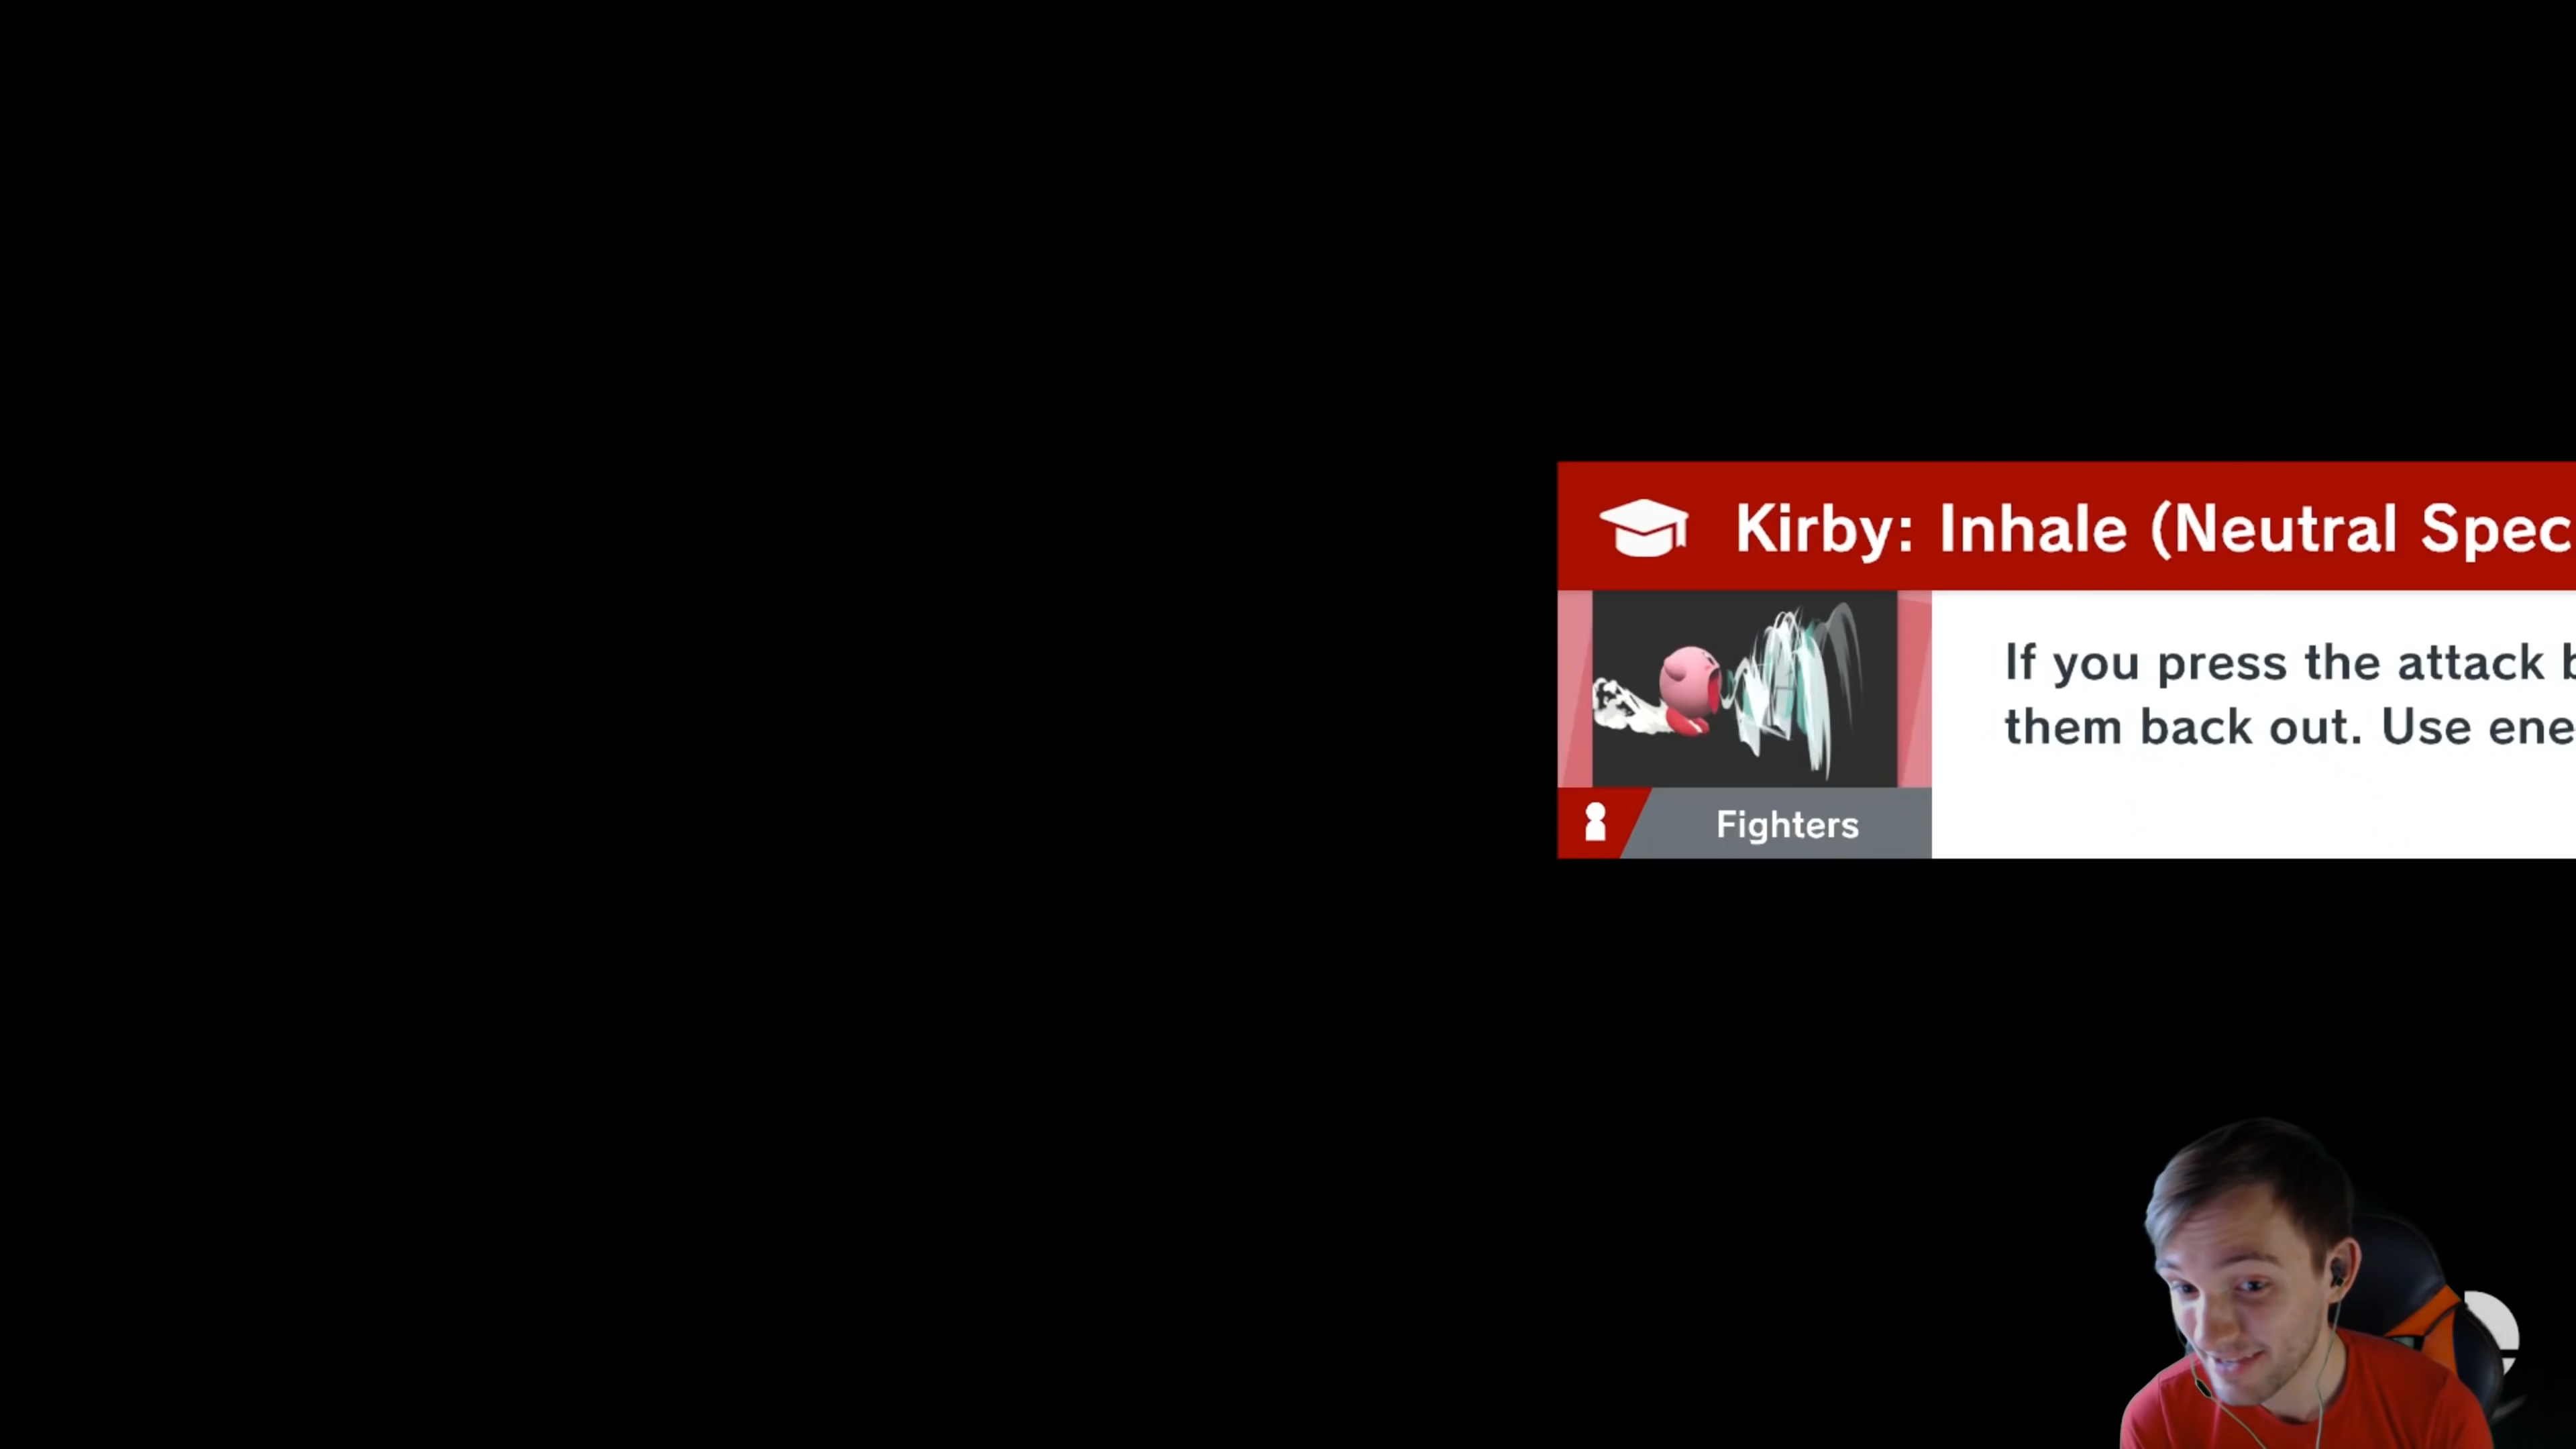 Kirby: Inhale (Neutral Spec
If you press the attack b
them back out. Use ene
Fighters